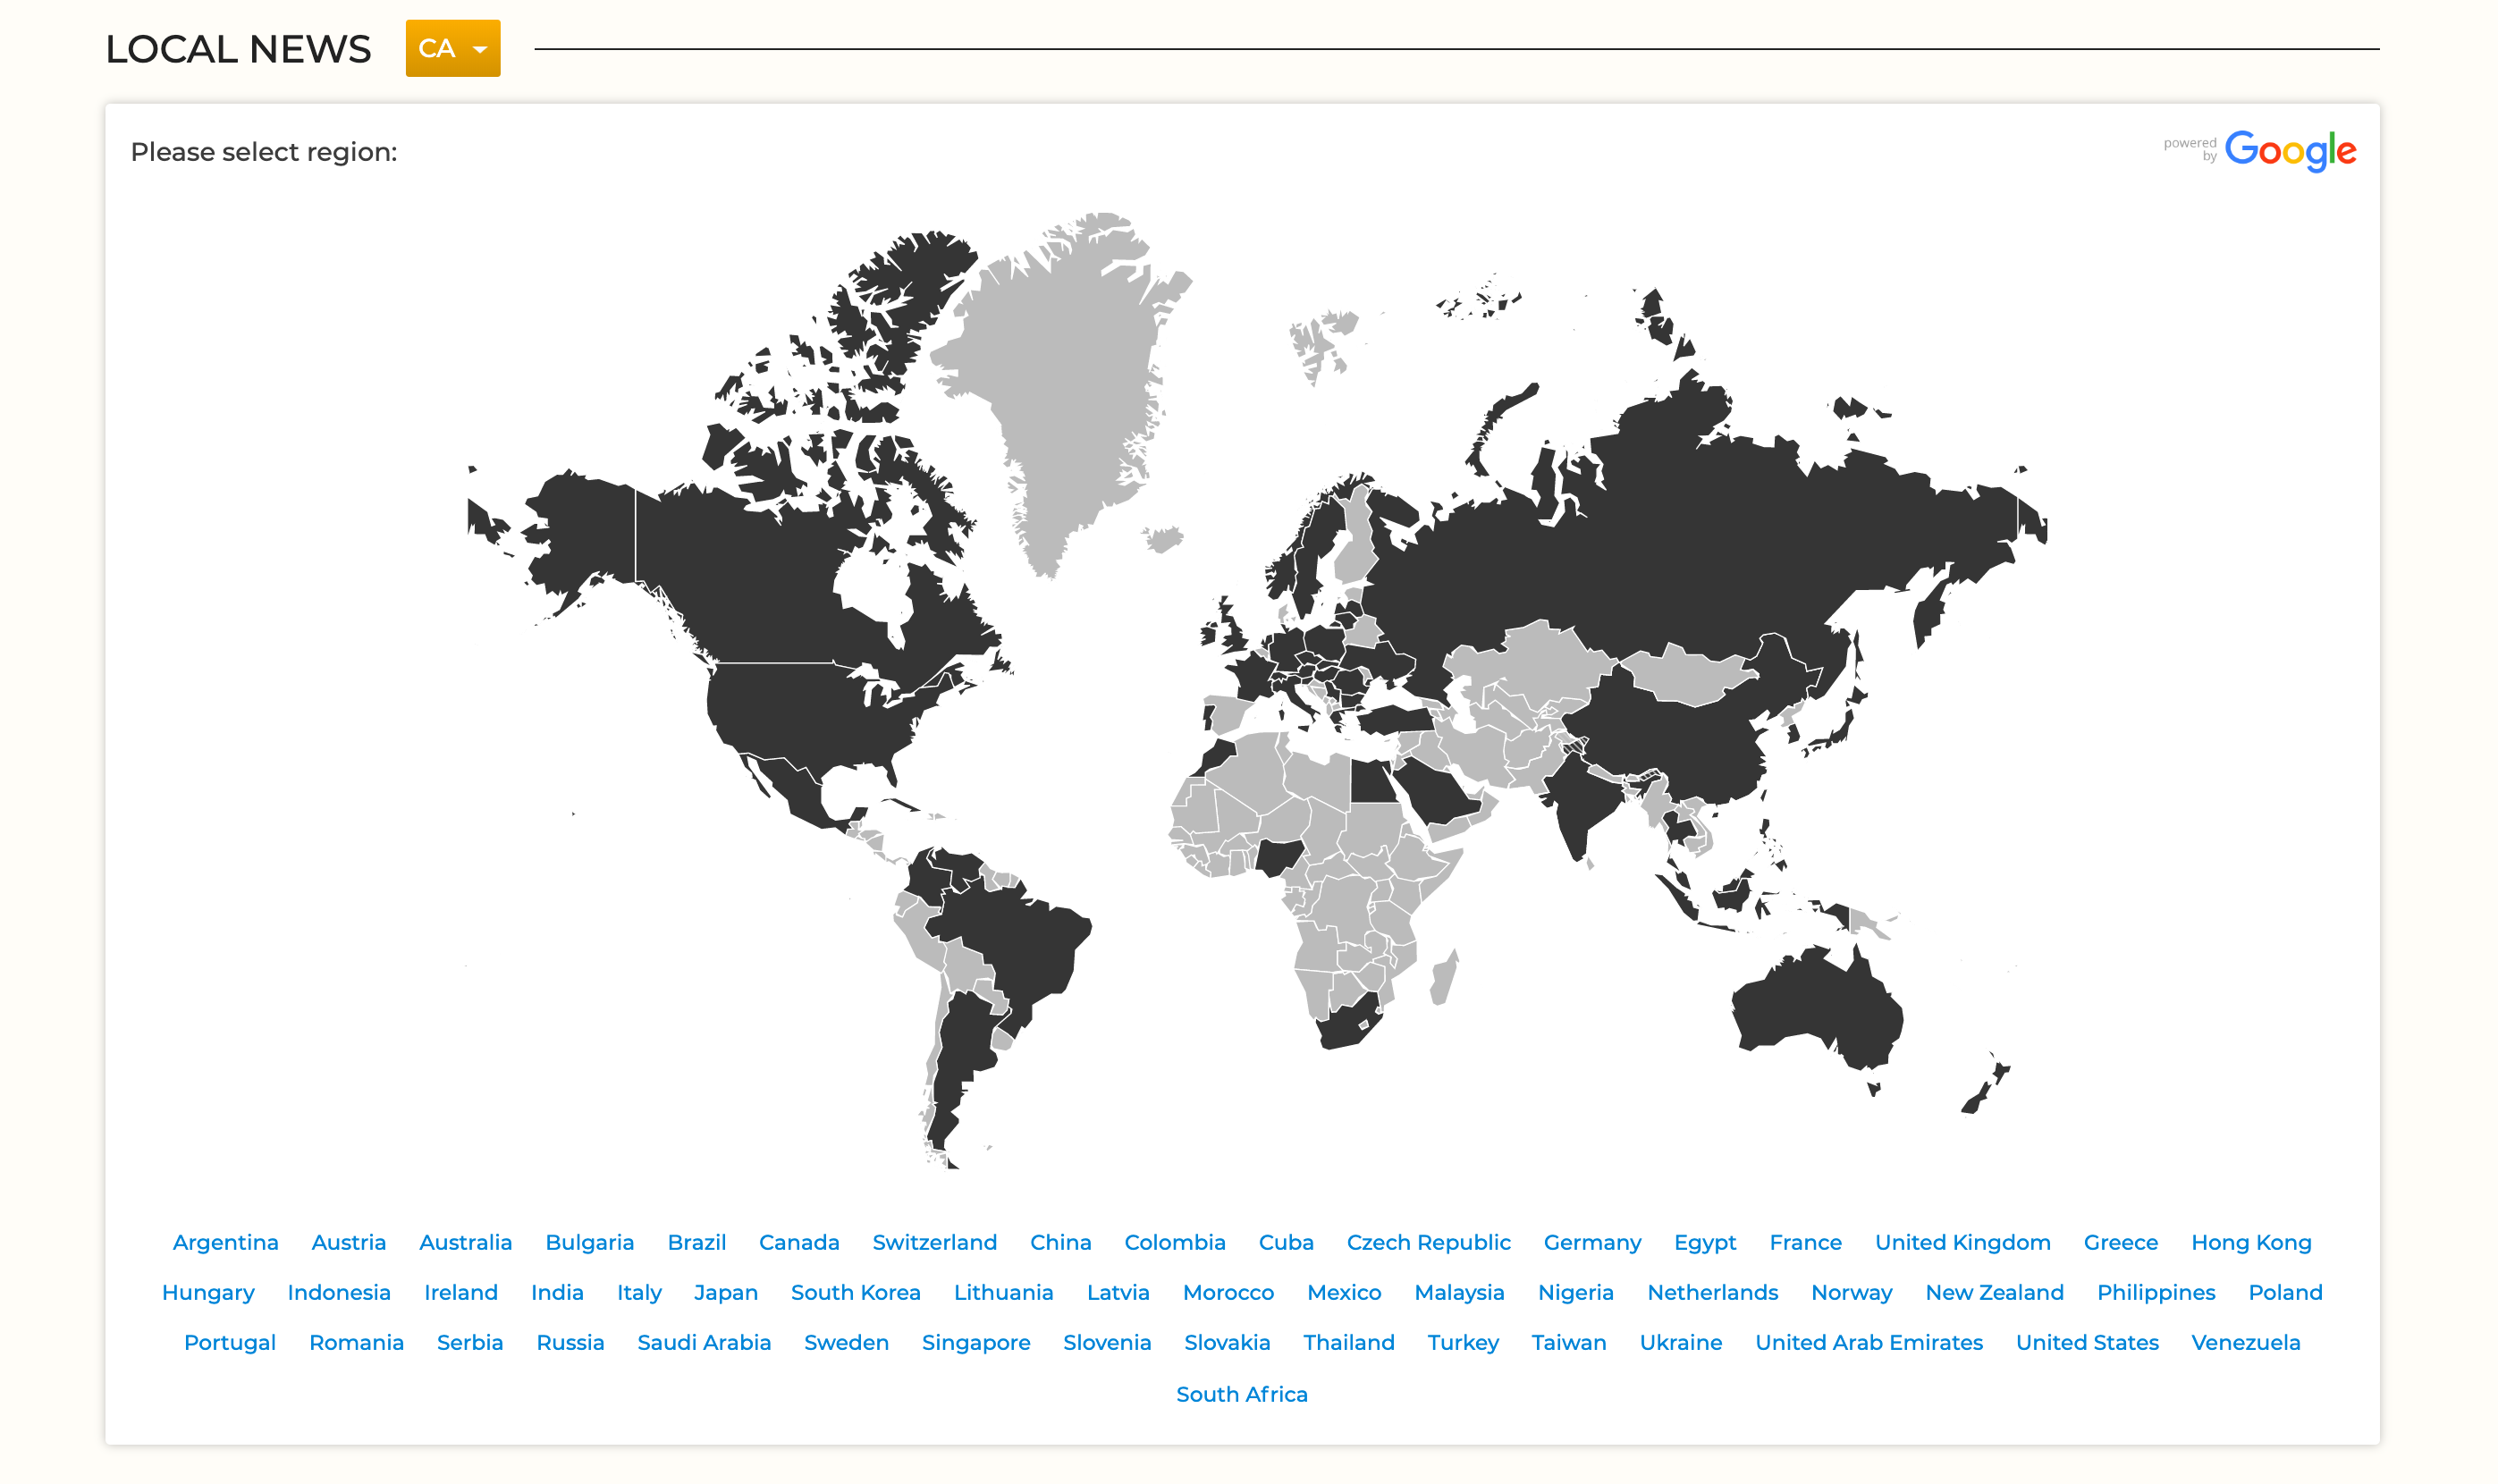 LOCAL NEWS CA
Please select region:
powered by Google
Argentina Austria Australia Bulgaria Brazil Canada Switzerland China Colombia Cuba Czech Republic Germany Egypt France United Kingdom Greece Hong Kong
Hungary Indonesia Ireland India Italy Japan South Korea Lithuania Latvia Morocco Mexico Malaysia Nigeria Netherlands Norway New Zealand Philippines Poland
Portugal Romania Serbia Russia Saudi Arabia Sweden Singapore Slovenia Slovakia Thailand Turkey Taiwan Ukraine United Arab Emirates United States Venezuela
South Africa